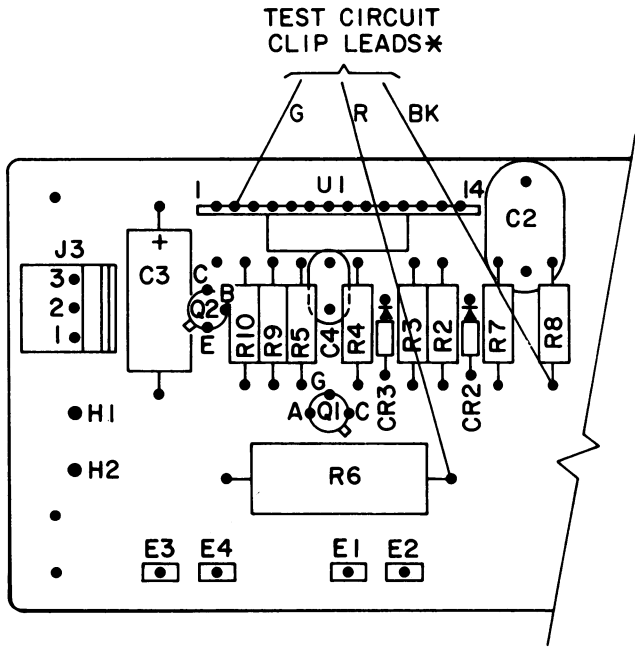 TEST CIRCUIT
CLIP LEADS*
G R BK
1 U1 14
C2
J3
3
2
1
+
C3
C
Q2
B
E
R10
R9
R5
C4
R4
CR3
R3
R2
CR2
R7
R8
G
A Q1 C
H1
H2
R6
E3 E4 E1 E2